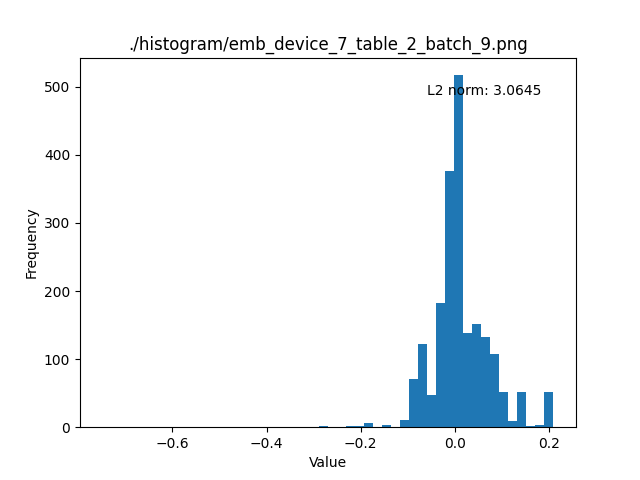 ./histogram/emb_device_7_table_2_batch_9.png
L2 norm: 3.0645
500
400
300
200
100
0
Frequency
−0.6
−0.4
−0.2
0.0
0.2
Value